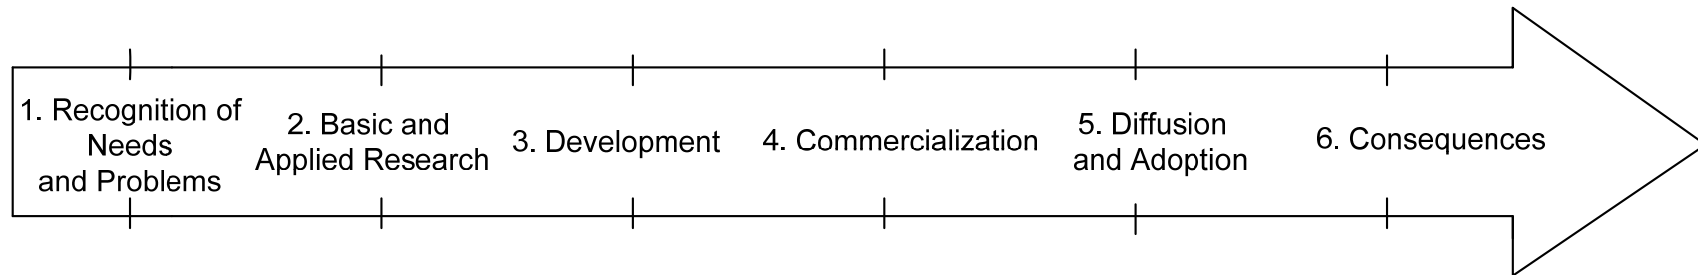 1. Recognition of
Needs
and Problems
2. Basic and
Applied Research
3. Development
4. Commercialization
5. Diffusion
and Adoption
6. Consequences